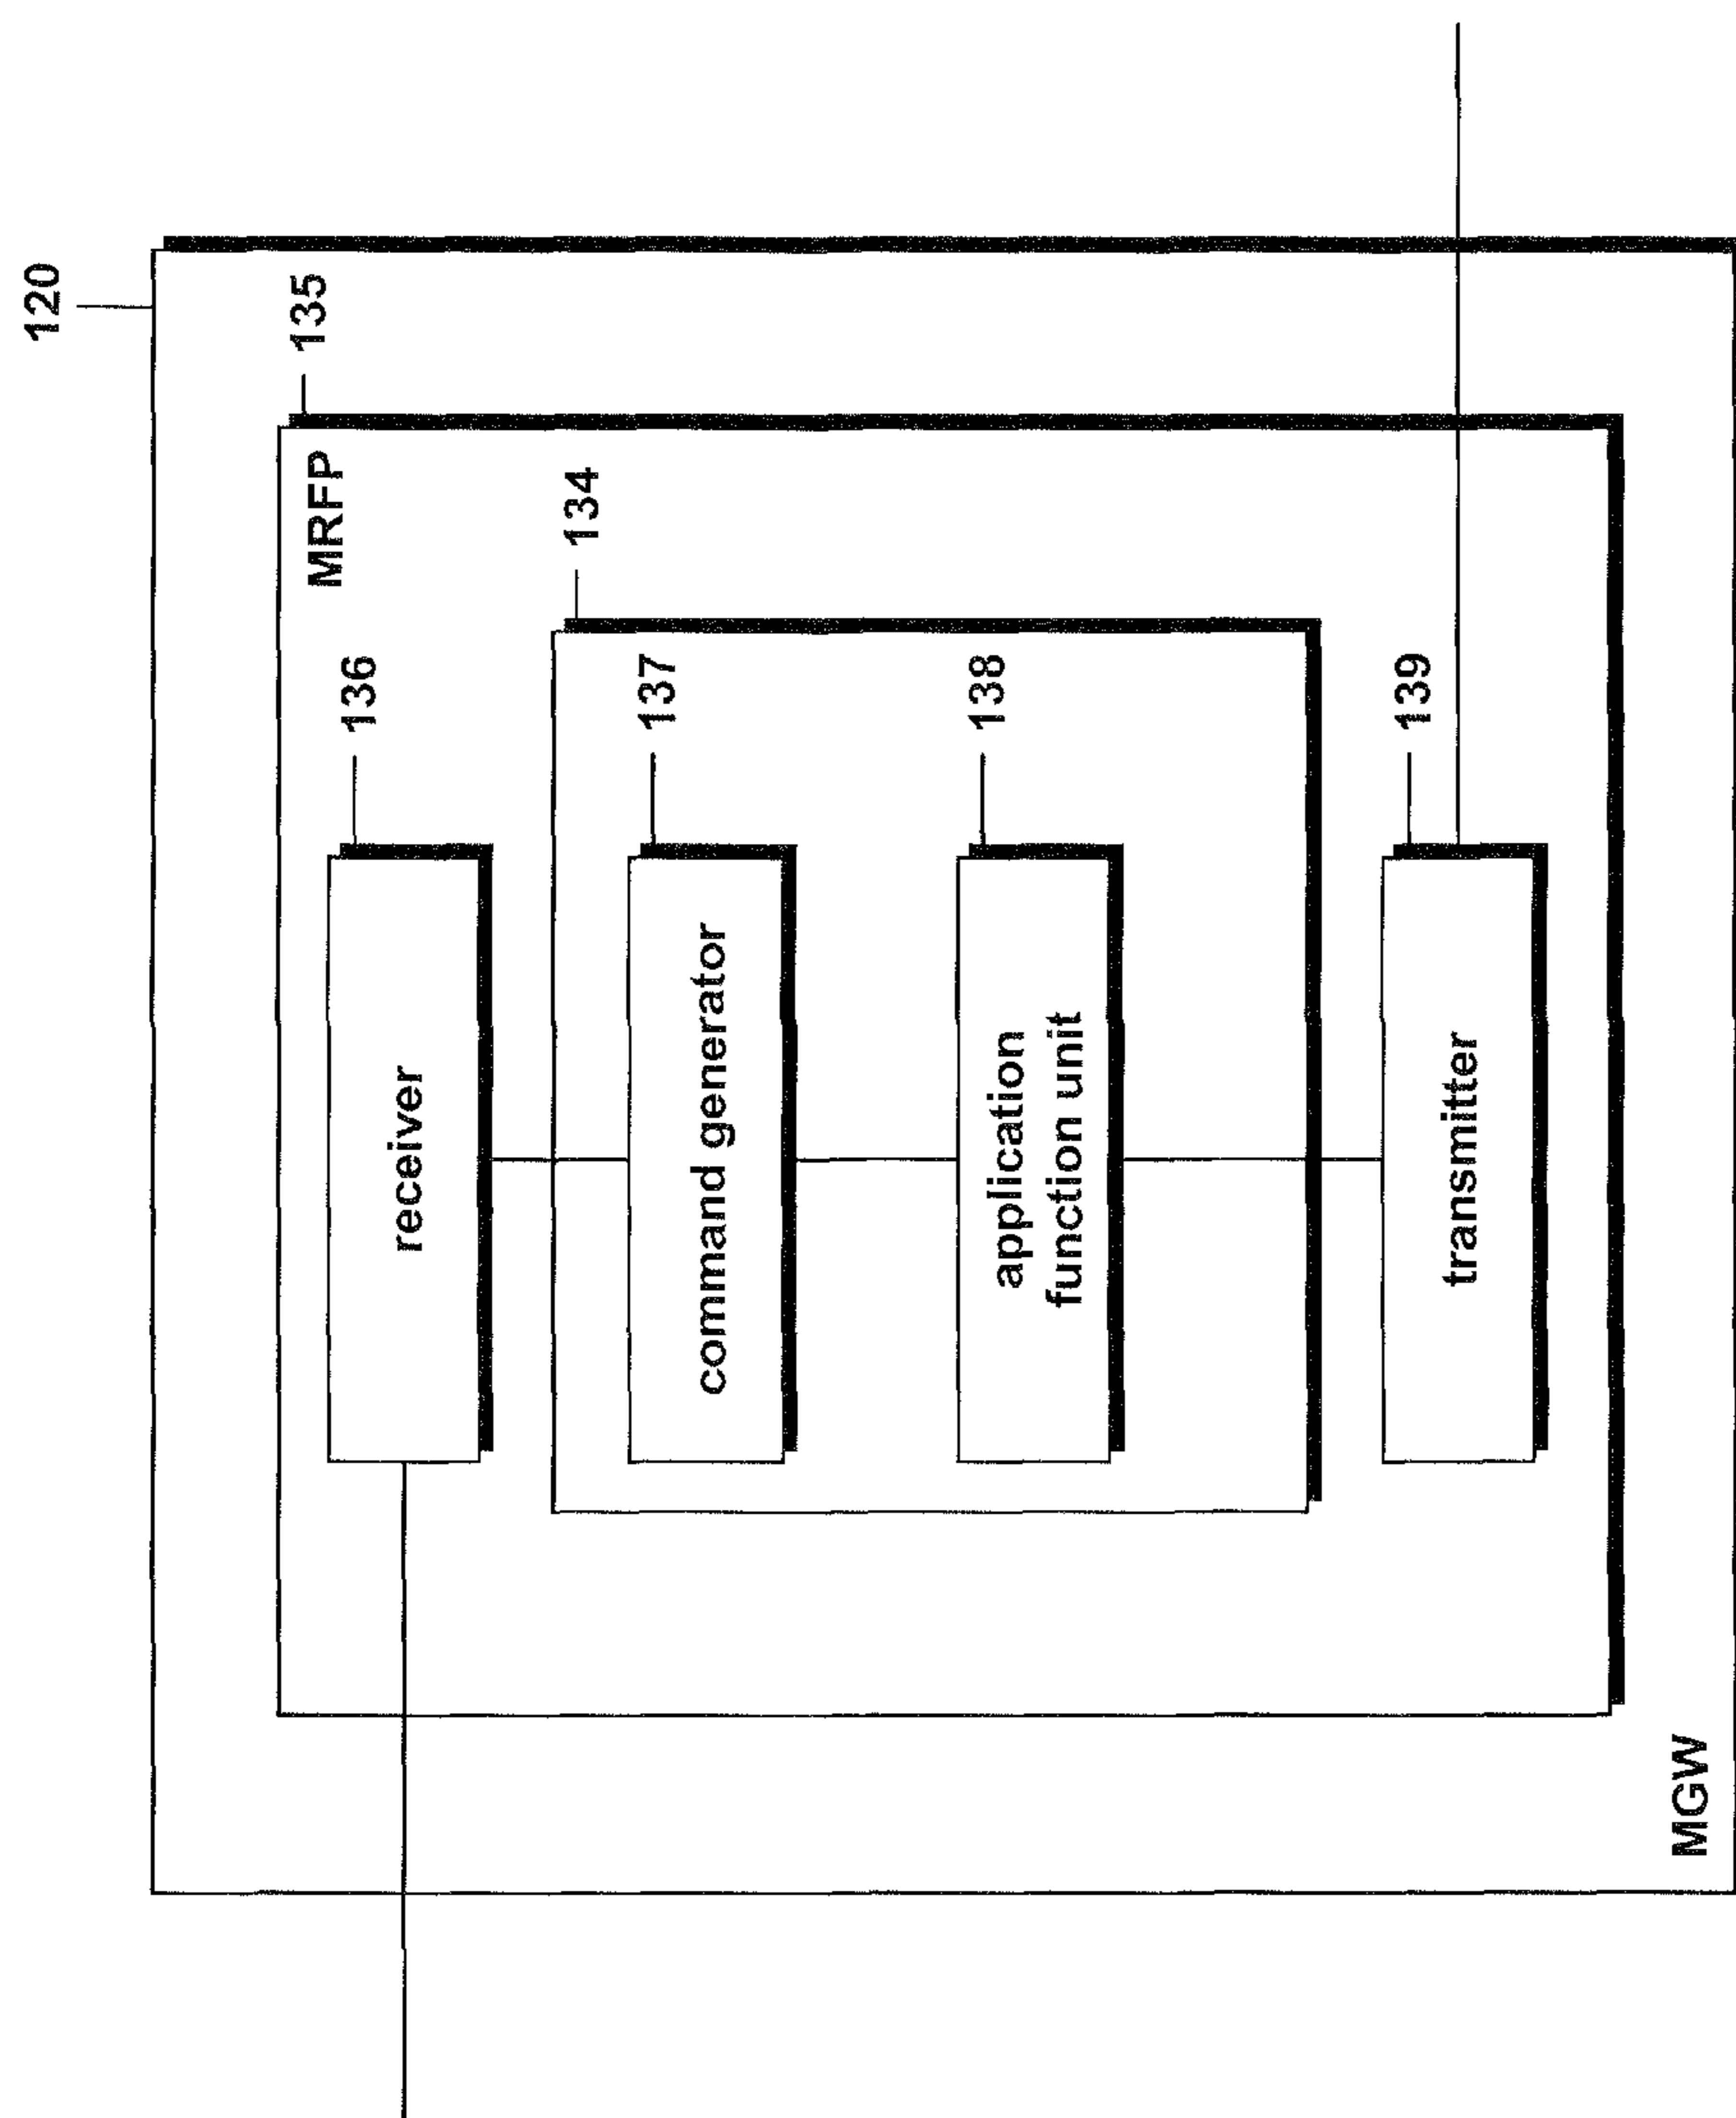 120
135
MRFP
134
136
receiver
137
command generator
138
application
function unit
139
transmitter
MGW